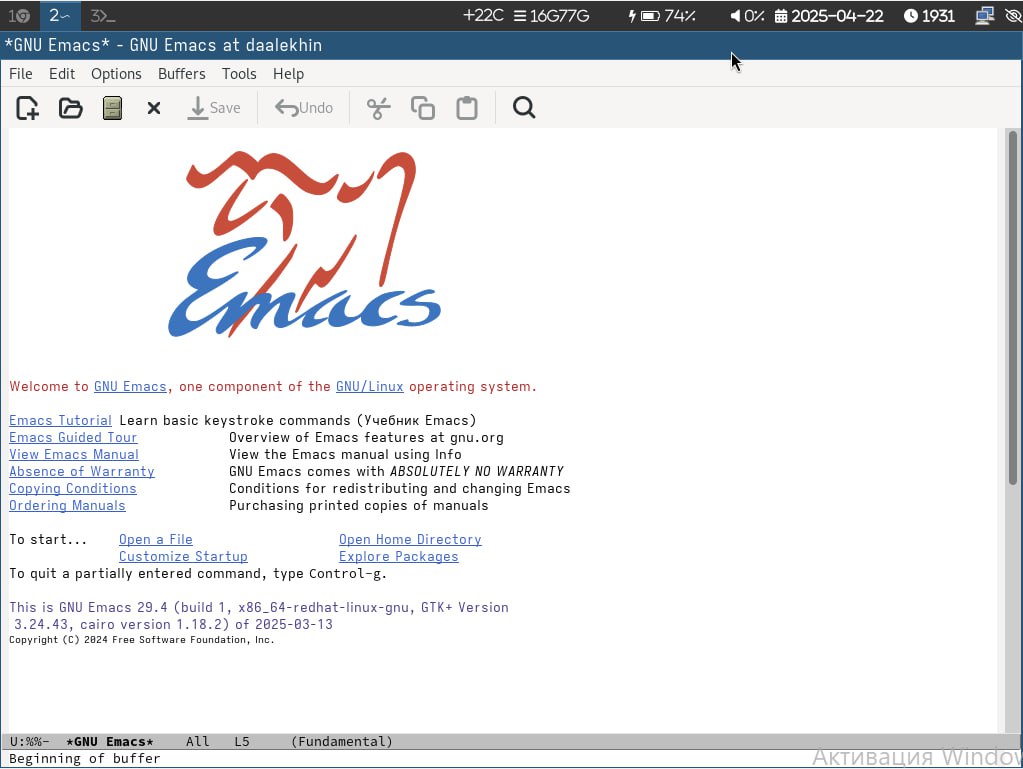 1 2 3 +22C 16G77G 74% 0% 2025-04-22 1931
*GNU Emacs* - GNU Emacs at daalekhin
File Edit Options Buffers Tools Help
Save Undo
Emacs
Welcome to GNU Emacs, one component of the GNU/Linux operating system.
Emacs Tutorial Learn basic keystroke commands (Учебник Emacs)
Emacs Guided Tour Overview of Emacs features at gnu.org
View Emacs Manual View the Emacs manual using Info
Absence of Warranty GNU Emacs comes with ABSOLUTELY NO WARRANTY
Copying Conditions Conditions for redistributing and changing Emacs
Ordering Manuals Purchasing printed copies of manuals
To start... Open a File Open Home Directory
Customize Startup Explore Packages
To quit a partially entered command, type Control-g.
This is GNU Emacs 29.4 (build 1, x86_64-redhat-linux-gnu, GTK+ Version
3.24.43, cairo version 1.18.2) of 2025-03-13
Copyright (C) 2024 Free Software Foundation, Inc.
U:%%- *GNU Emacs* All L5 (Fundamental)
Beginning of buffer
Активация Window